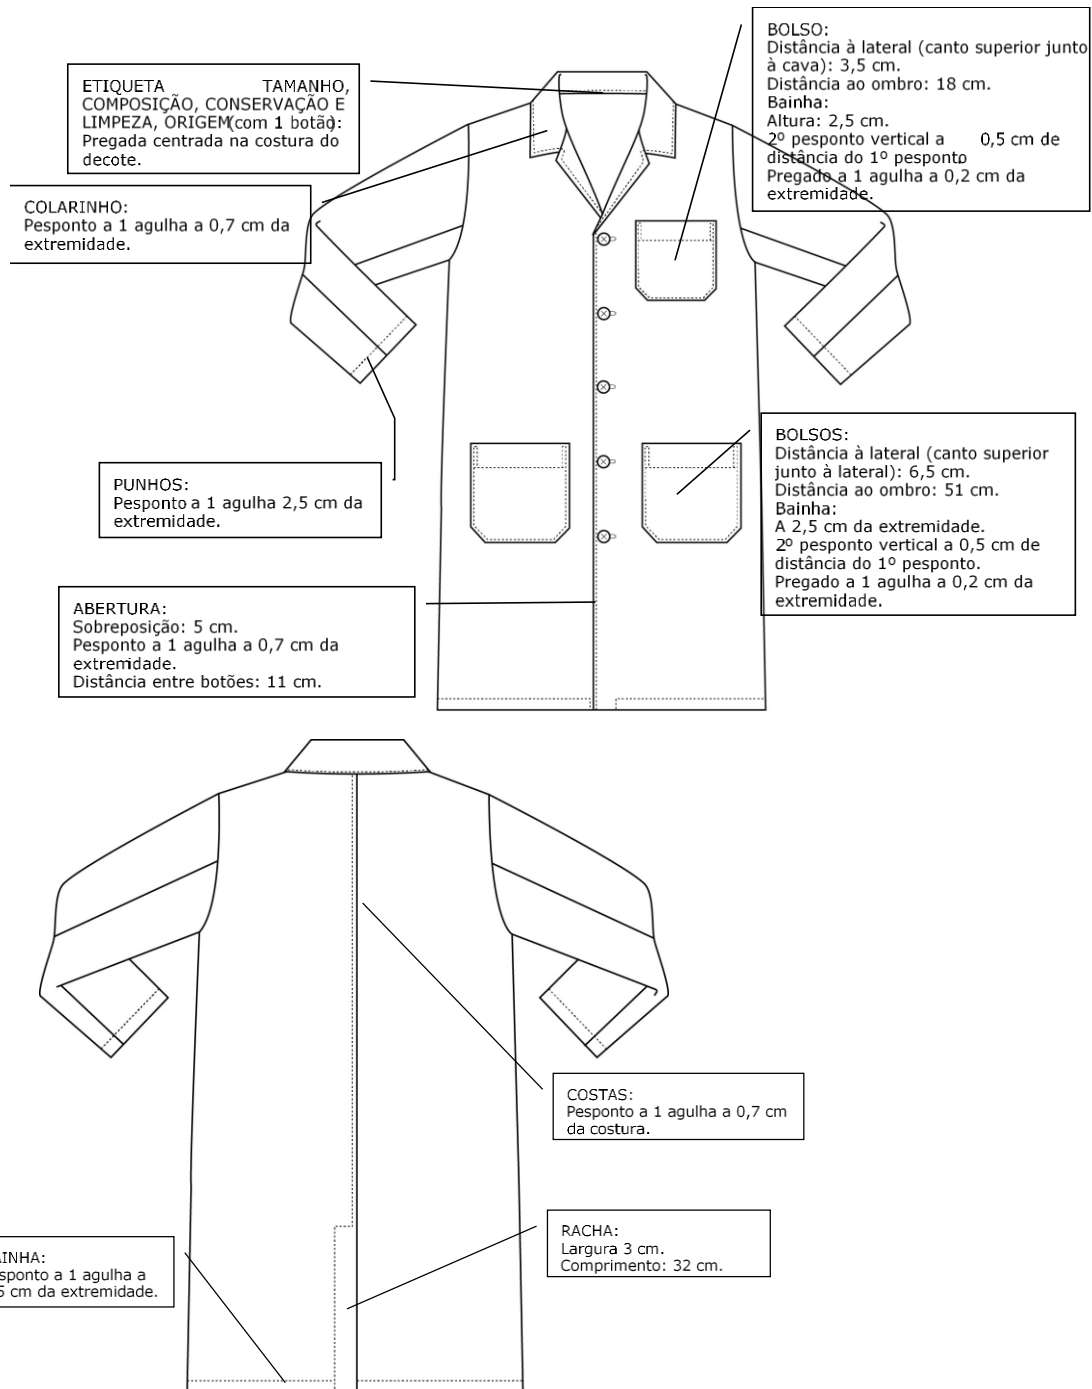 BOLSO:
Distância à lateral (canto superior junto
à cava): 3,5 cm.
Distância ao ombro: 18 cm.
Bainha:
Altura: 2,5 cm.
2º pesponto vertical a 0,5 cm de
distância do 1º pesponto.
Pregado a 1 agulha a 0,2 cm da
extremidade.
ETIQUETA TAMANHO,
COMPOSIÇÃO, CONSERVAÇÃO E
LIMPEZA, ORIGEM(com 1 botão):
Pregada centrada na costura do
decote.
COLARINHO:
Pesponto a 1 agulha a 0,7 cm da
extremidade.
PUNHOS:
Pesponto a 1 agulha 2,5 cm da
extremidade.
BOLSOS:
Distância à lateral (canto superior
junto à lateral): 6,5 cm.
Distância ao ombro: 51 cm.
Bainha:
A 2,5 cm da extremidade.
2º pesponto vertical a 0,5 cm de
distância do 1º pesponto.
Pregado a 1 agulha a 0,2 cm da
extremidade.
ABERTURA:
Sobreposição: 5 cm.
Pesponto a 1 agulha a 0,7 cm da
extremidade.
Distância entre botões: 11 cm.
COSTAS:
Pesponto a 1 agulha a 0,7 cm
da costura.
RACHA:
Largura 3 cm.
Comprimento: 32 cm.
AINHA:
sponto a 1 agulha a
5 cm da extremidade.